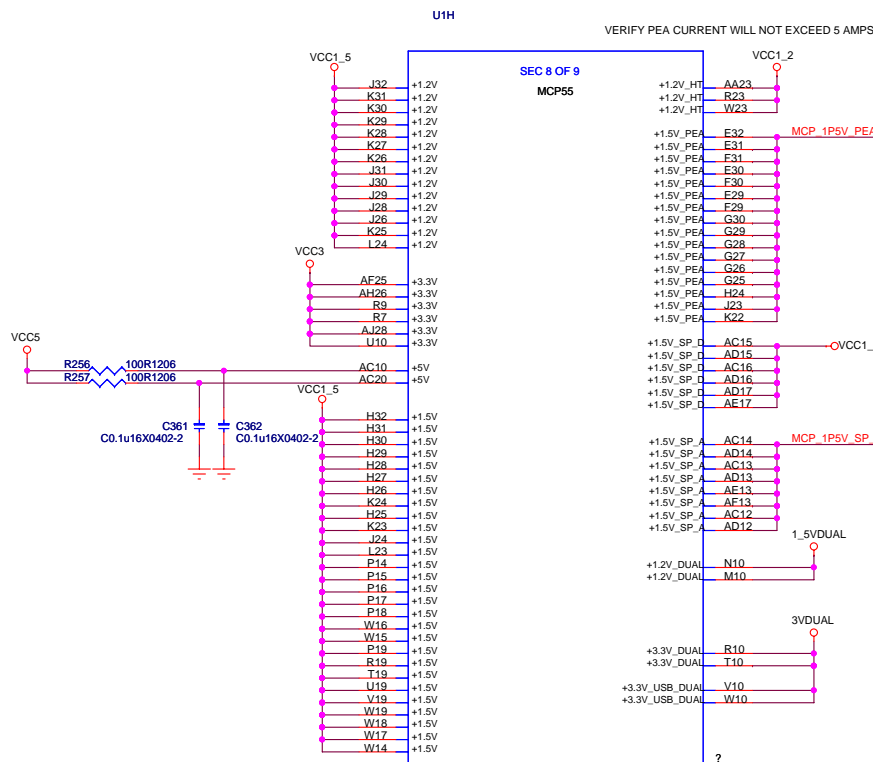 U1H
VERIFY PEA CURRENT WILL NOT EXCEED 5 AMPS
SEC 8 OF 9
MCP55
VCC1_5
J32 +1.2V
K31 +1.2V
K30 +1.2V
K29 +1.2V
K28 +1.2V
K27 +1.2V
K26 +1.2V
J31 +1.2V
J30 +1.2V
J29 +1.2V
J28 +1.2V
J26 +1.2V
K25 +1.2V
L24 +1.2V
VCC3
AF25 +3.3V
AH26 +3.3V
R9 +3.3V
R7 +3.3V
AJ28 +3.3V
U10 +3.3V
VCC5
R256 100R1206 AC10 +5V
R257 100R1206 AC20 +5V
C361
C0.1u16X0402-2
C362
C0.1u16X0402-2
VCC1_5
H32 +1.5V
H31 +1.5V
H30 +1.5V
H29 +1.5V
H28 +1.5V
H27 +1.5V
H26 +1.5V
K24 +1.5V
H25 +1.5V
K23 +1.5V
J24 +1.5V
L23 +1.5V
P14 +1.5V
P15 +1.5V
P16 +1.5V
P17 +1.5V
P18 +1.5V
W16 +1.5V
W15 +1.5V
P19 +1.5V
R19 +1.5V
T19 +1.5V
U19 +1.5V
V19 +1.5V
W19 +1.5V
W18 +1.5V
W17 +1.5V
W14 +1.5V
VCC1_2
+1.2V_HT AA23
+1.2V_HT R23
+1.2V_HT W23
+1.5V_PEA E32 MCP_1P5V_PEA
+1.5V_PEA E31
+1.5V_PEA F31
+1.5V_PEA E30
+1.5V_PEA F30
+1.5V_PEA E29
+1.5V_PEA F29
+1.5V_PEA G30
+1.5V_PEA G29
+1.5V_PEA G28
+1.5V_PEA G27
+1.5V_PEA G26
+1.5V_PEA G25
+1.5V_PEA H24
+1.5V_PEA J23
+1.5V_PEA K22
+1.5V_SP_D AC15 VCC1_
+1.5V_SP_D AD15
+1.5V_SP_D AC16
+1.5V_SP_D AD16
+1.5V_SP_D AD17
+1.5V_SP_D AE17
+1.5V_SP_A AC14 MCP_1P5V_SP_
+1.5V_SP_A AD14
+1.5V_SP_A AC13
+1.5V_SP_A AD13
+1.5V_SP_A AE13
+1.5V_SP_A AF13
+1.5V_SP_A AC12
+1.5V_SP_A AD12
1_5VDUAL
+1.2V_DUAL N10
+1.2V_DUAL M10
3VDUAL
+3.3V_DUAL R10
+3.3V_DUAL T10
+3.3V_USB_DUAL V10
+3.3V_USB_DUAL W10
?